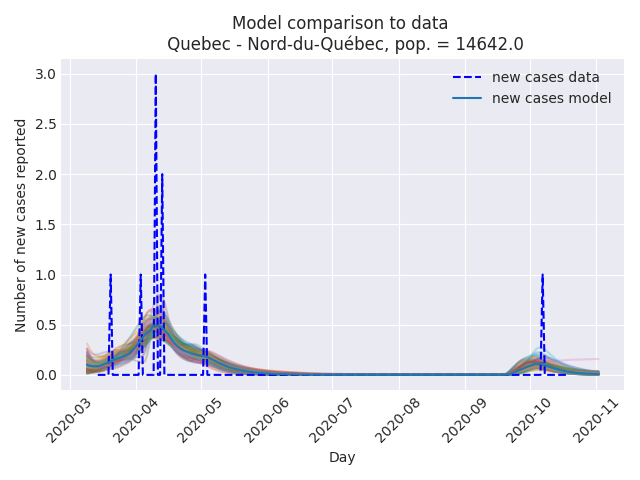 Model comparison to data
Quebec - Nord-du-Québec, pop. = 14642.0
new cases data
new cases model
Number of new cases reported
3.0
2.5
2.0
1.5
1.0
0.5
0.0
2020-03
2020-04
2020-05
2020-06
2020-07
2020-08
2020-09
2020-10
2020-11
Day